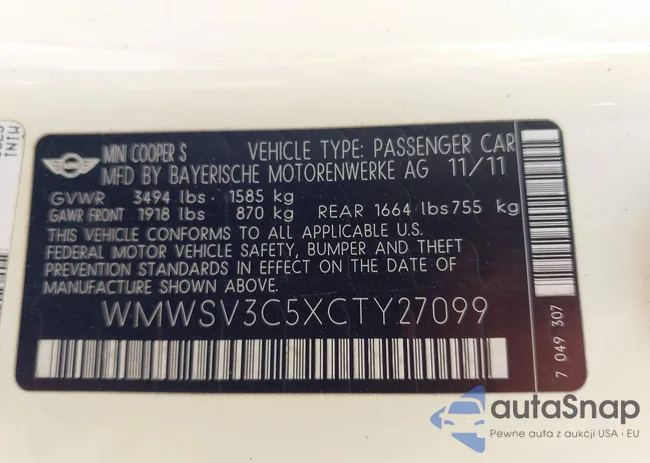 MINI COOPER S VEHICLE TYPE: PASSENGER CAR
MFD BY BAYERISCHE MOTORENWERKE AG 11/11
GVWR 3494 lbs 1585 kg
GAWR FRONT 1918 lbs 870 kg REAR 1664 lbs 755 kg
THIS VEHICLE CONFORMS TO ALL APPLICABLE U.S.
FEDERAL MOTOR VEHICLE SAFETY, BUMPER AND THEFT
PREVENTION STANDARDS IN EFFECT ON THE DATE OF
MANUFACTURE SHOWN ABOVE.
WMWSV3C5XCTY27099
7 049 307
MINI
autaSnap
Pewne auta z aukcji USA i EU